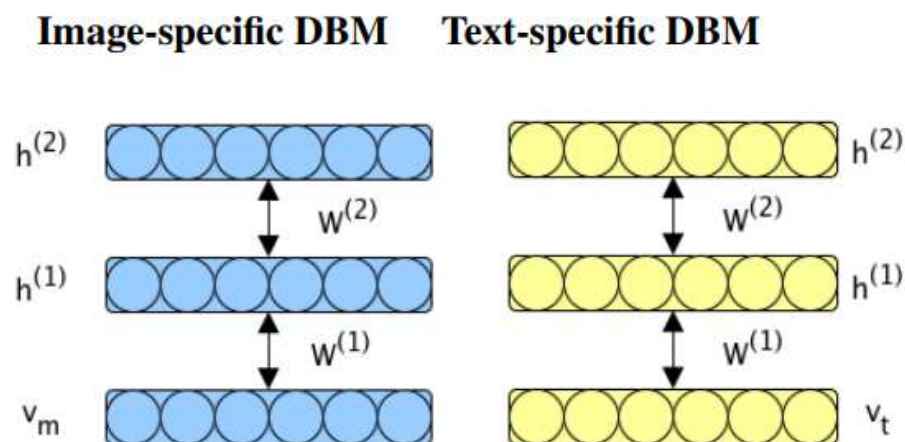 Image-specific DBM Text-specific DBM
h(2) W(2) W(2) h(2)
h(1) W(1) W(1) h(1)
vm vt